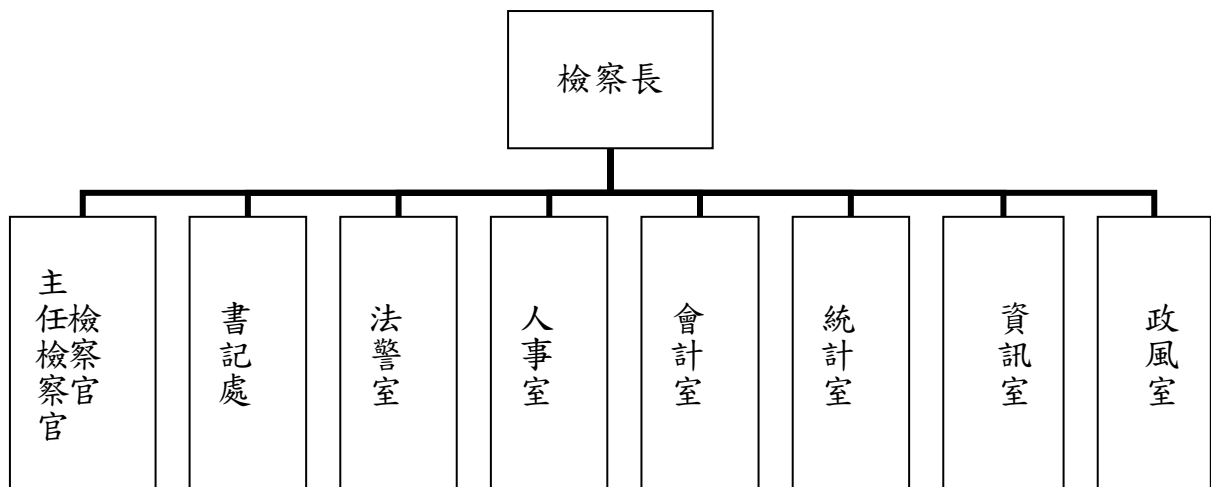 檢察長
主任檢察官
檢察官
書記處
法警室
人事室
會計室
統計室
資訊室
政風室